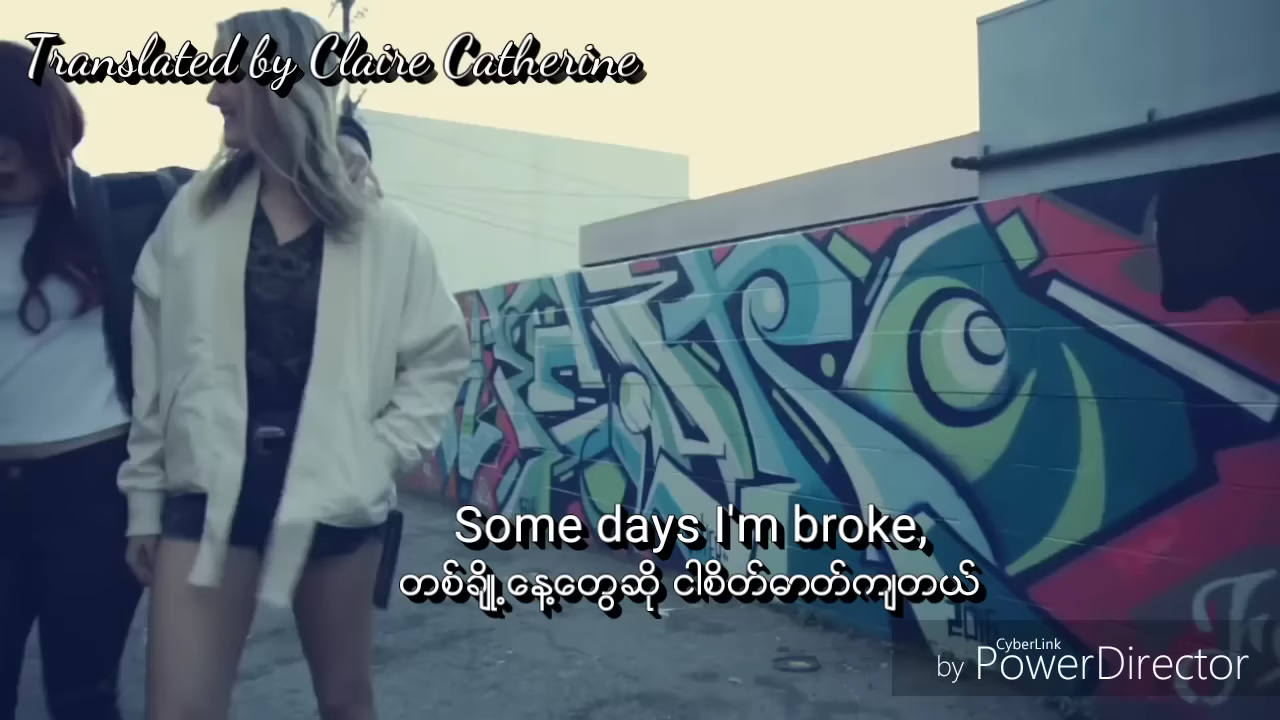 Translated by Claire Catherine
Some days I'm broke,
တစ်ချို့နေ့တွေဆို ငါစိတ်ဓာတ်ကျတယ်
CyberLink
by PowerDirector